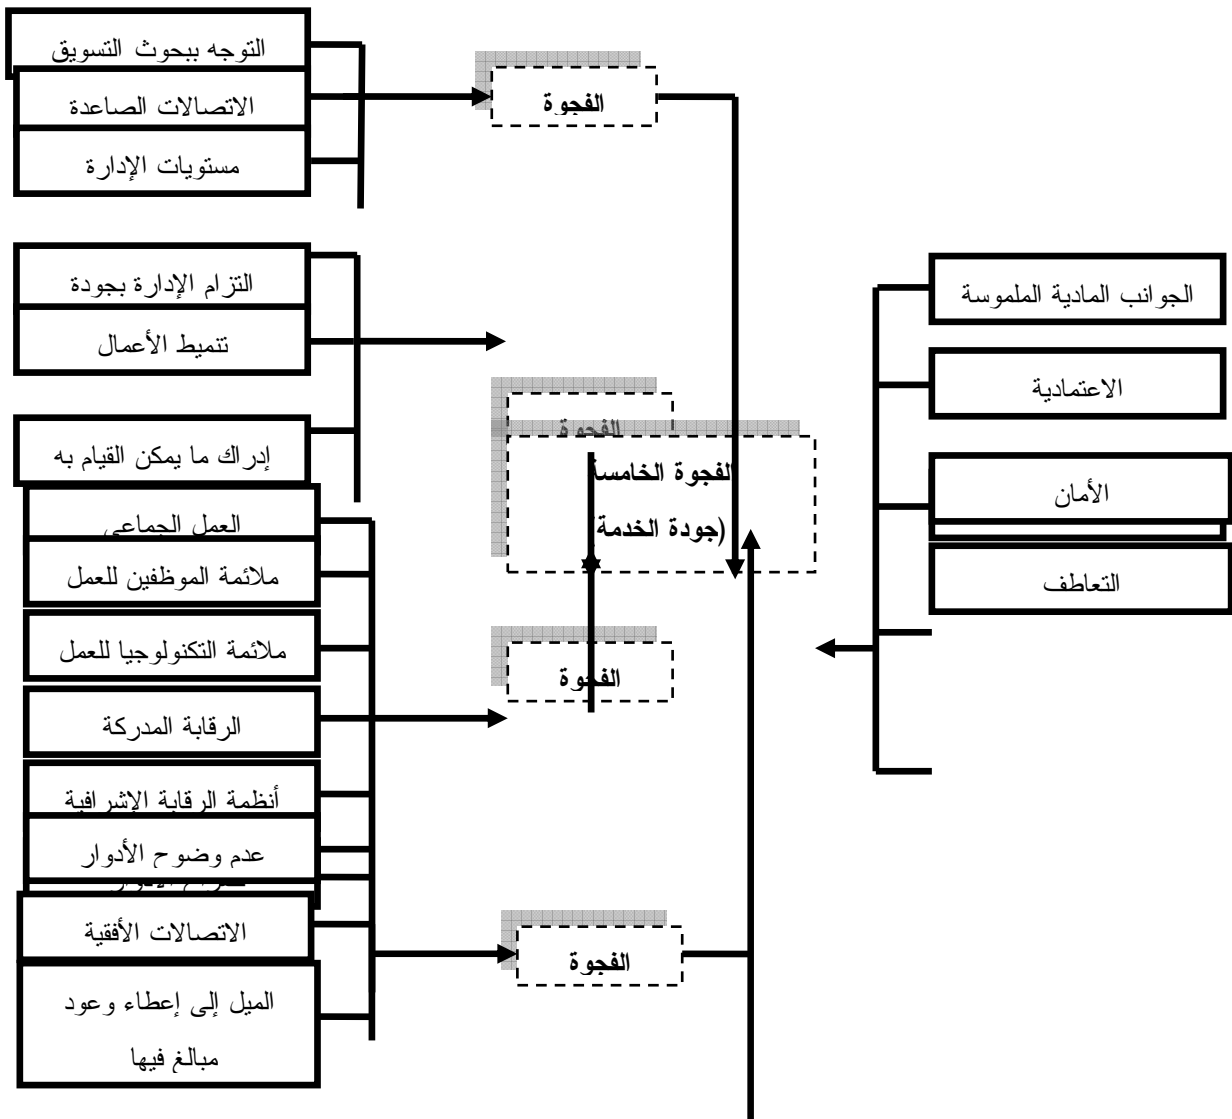 التوجه ببحوث التسويق
الاتصالات الصاعدة
مستويات الإدارة
الفجوة
التزام الإدارة بجودة
تنميط الأعمال
إدراك ما يمكن القيام به
العمل الجماعي
ملائمة الموظفين للعمل
ملائمة التكنولوجيا للعمل
الرقابة المدركة
أنظمة الرقابة الإشرافية
عدم وضوح الأدوار
الاتصالات الأفقية
الميل إلى إعطاء وعود
مبالغ فيها
الفجوة
الفجوة الخامسة
(جودة الخدمة)
الفجوة
الفجوة
الجوانب المادية الملموسة
الاعتمادية
الأمان
التعاطف